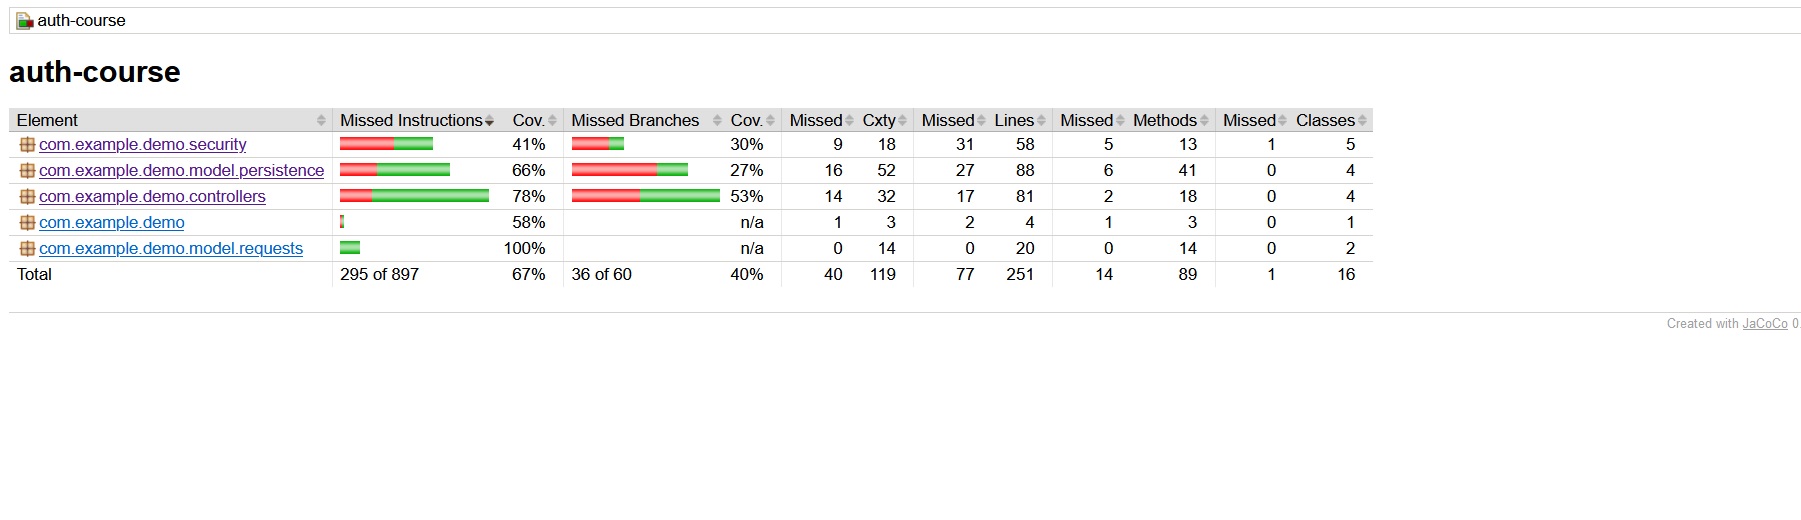 auth-course
auth-course
Element Missed Instructions Cov. Missed Branches Cov. Missed Cxty Missed Lines Missed Methods Missed Classes
com.example.demo.security 41% 30% 9 18 31 58 5 13 1 5
com.example.demo.model.persistence 66% 27% 16 52 27 88 6 41 0 4
com.example.demo.controllers 78% 53% 14 32 17 81 2 18 0 4
com.example.demo 58% n/a 1 3 2 4 1 3 0 1
com.example.demo.model.requests 100% n/a 0 14 0 20 0 14 0 2
Total 295 of 897 67% 36 of 60 40% 40 119 77 251 14 89 1 16
Created with JaCoCo 0.